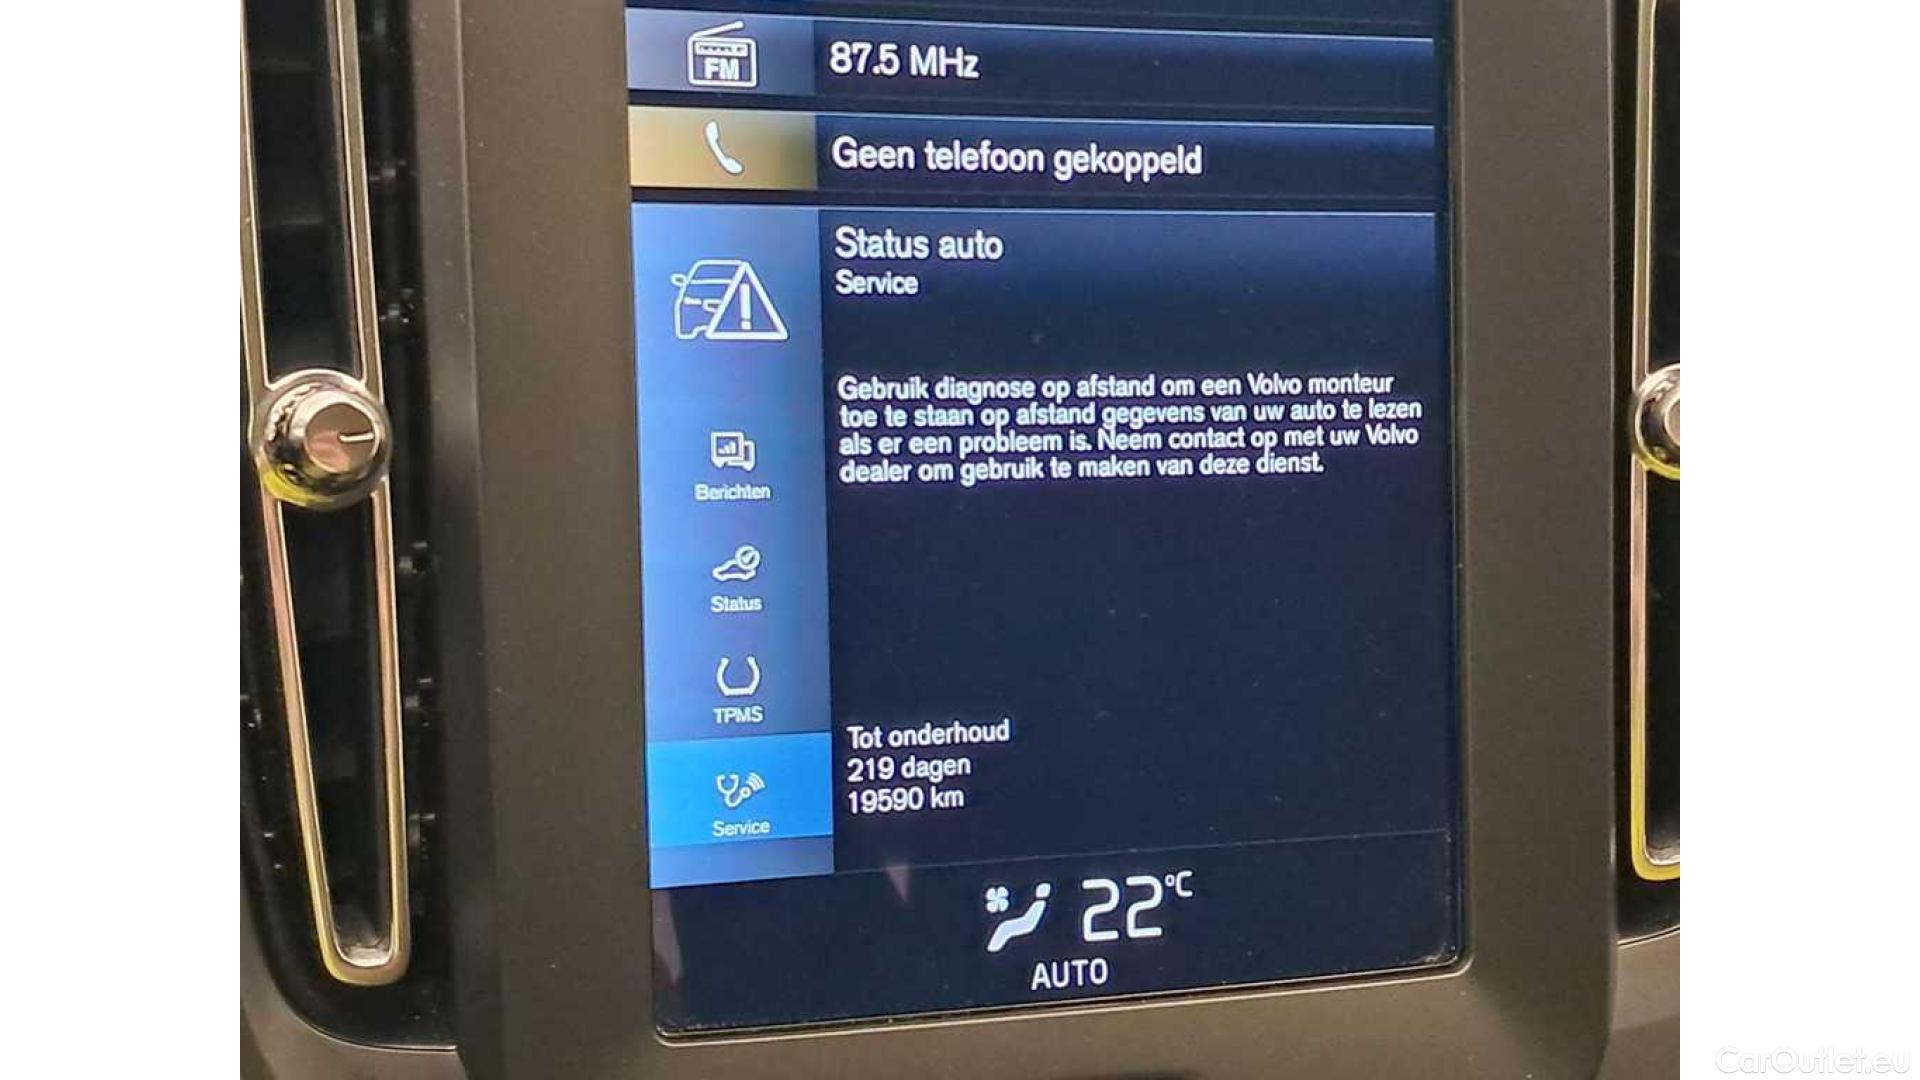 FM
87.5 MHz
Geen telefoon gekoppeld
Status auto
Service
Gebruik diagnose op afstand om een Volvo monteur
toe te staan op afstand gegevens van uw auto te lezen
als er een probleem is. Neem contact op met uw Volvo
dealer om gebruik te maken van deze dienst.
Berichten
Status
TPMS
Service
Tot onderhoud
219 dagen
19590 km
22°C
AUTO
CarOutlet.eu